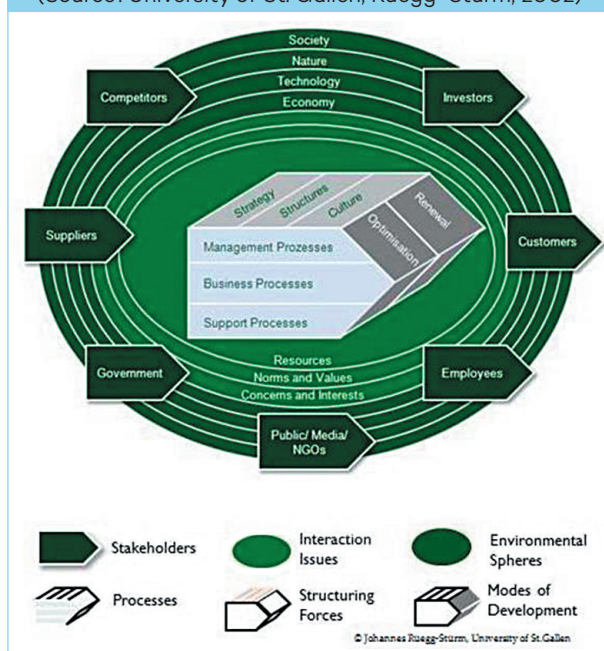 (Source: University of St. Gallen, Ruegg-Sturm, 2002)
Society
Nature
Technology
Economy
Competitors
Investors
Strategy
Structures
Culture
Renewal
Optimisation
Suppliers
Customers
Management Prozesses
Business Processes
Support Processes
Resources
Norms and Values
Concerns and Interests
Government
Employees
Public/ Media/
NGOs
Stakeholders
Interaction
Issues
Environmental
Spheres
Processes
Structuring
Forces
Modes of
Development
© Johannes Ruegg-Sturm, University of St.Gallen